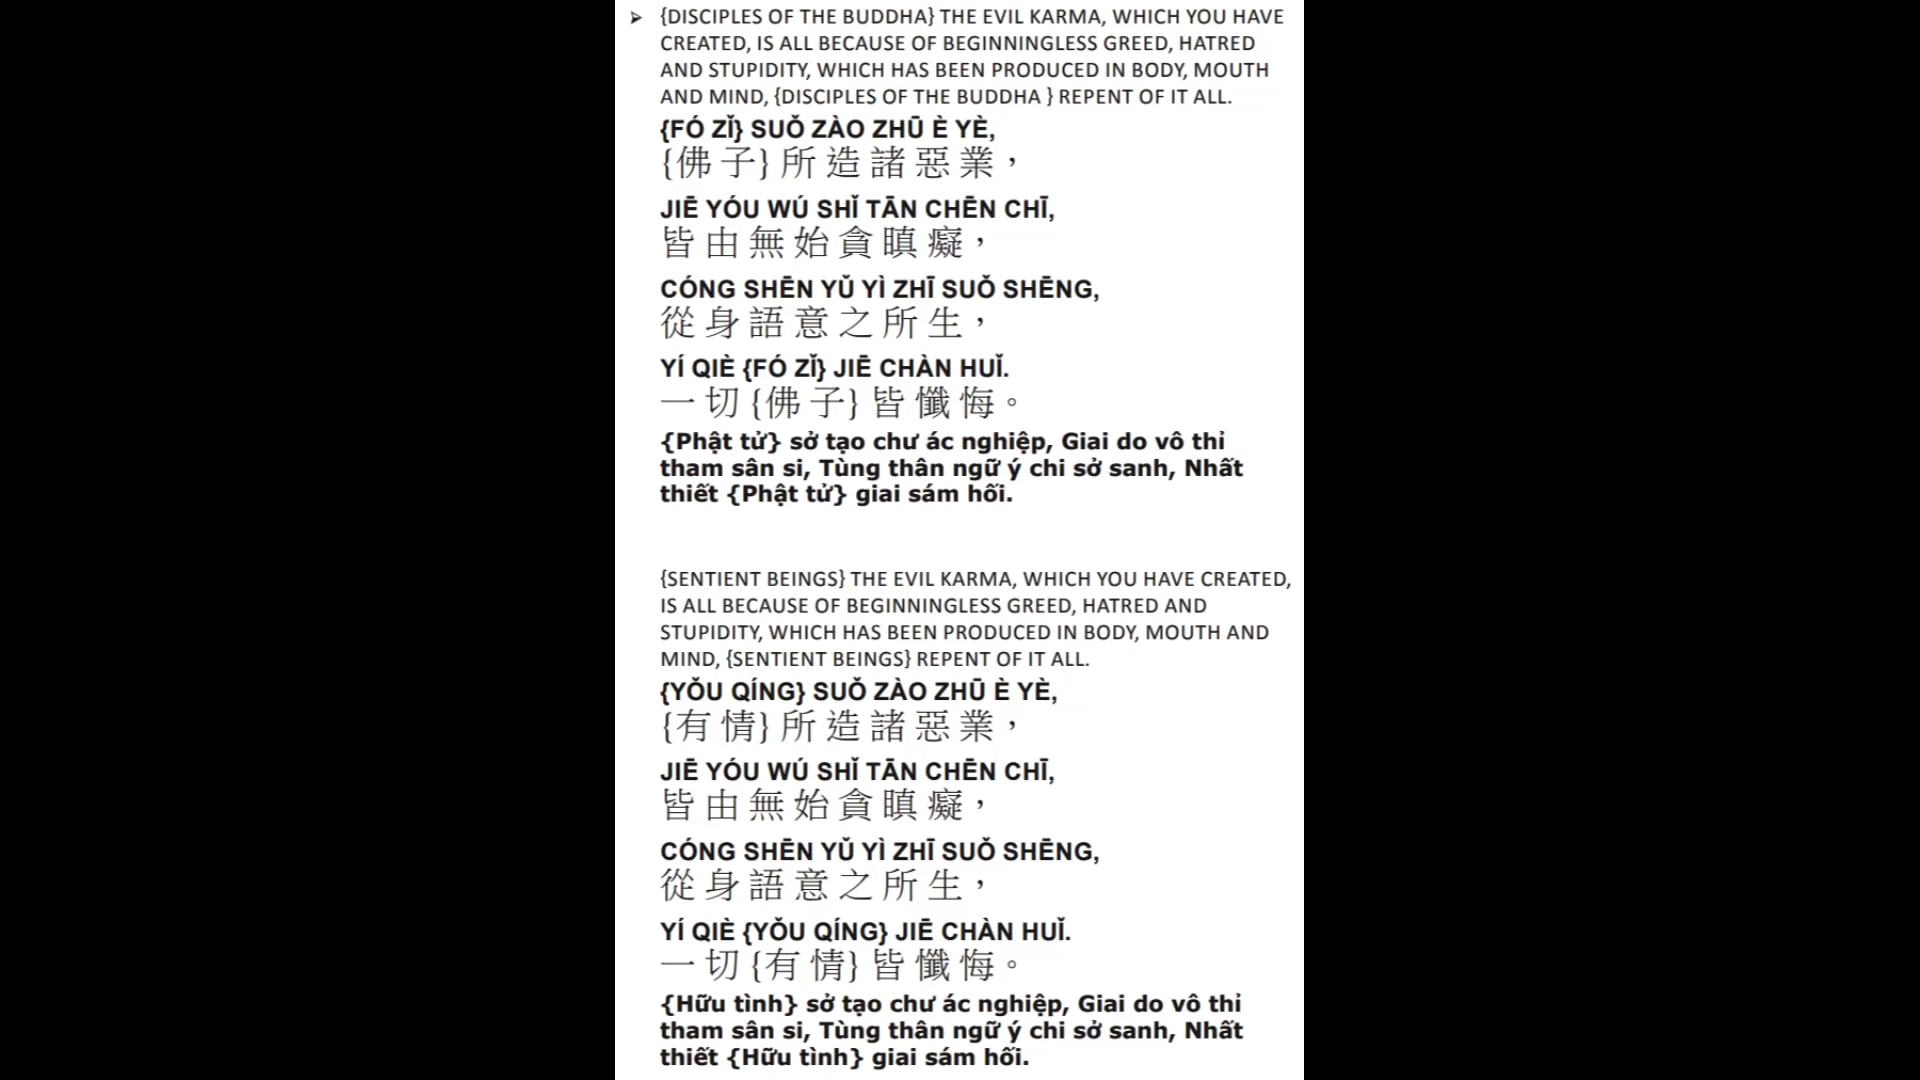 ➢ {DISCIPLES OF THE BUDDHA} THE EVIL KARMA, WHICH YOU HAVE
CREATED, IS ALL BECAUSE OF BEGINNINGLESS GREED, HATRED
AND STUPIDITY, WHICH HAS BEEN PRODUCED IN BODY, MOUTH
AND MIND, {DISCIPLES OF THE BUDDHA } REPENT OF IT ALL.
{FÓ ZǏ} SUǑ ZÀO ZHŪ È YÈ,
{佛 子} 所 造 諸 惡 業，
JIĒ YÓU WÚ SHǏ TĀN CHĒN CHĪ,
皆 由 無 始 貪 瞋 癡，
CÓNG SHĒN YǓ YÌ ZHĪ SUǑ SHĒNG,
從 身 語 意 之 所 生，
YÍ QIÈ {FÓ ZǏ} JIĒ CHÀN HUǏ.
一 切 {佛 子} 皆 懺 悔。
{Phật tử} sở tạo chư ác nghiệp, Giai do vô thỉ
tham sân si, Tùng thân ngữ ý chi sở sanh, Nhất
thiết {Phật tử} giai sám hối.
{SENTIENT BEINGS} THE EVIL KARMA, WHICH YOU HAVE CREATED,
IS ALL BECAUSE OF BEGINNINGLESS GREED, HATRED AND
STUPIDITY, WHICH HAS BEEN PRODUCED IN BODY, MOUTH AND
MIND, {SENTIENT BEINGS} REPENT OF IT ALL.
{YǑU QÍNG} SUǑ ZÀO ZHŪ È YÈ,
{有 情} 所 造 諸 惡 業，
JIĒ YÓU WÚ SHǏ TĀN CHĒN CHĪ,
皆 由 無 始 貪 瞋 癡，
CÓNG SHĒN YǓ YÌ ZHĪ SUǑ SHĒNG,
從 身 語 意 之 所 生，
YÍ QIÈ {YǑU QÍNG} JIĒ CHÀN HUǏ.
一 切 {有 情} 皆 懺 悔。
{Hữu tình} sở tạo chư ác nghiệp, Giai do vô thỉ
tham sân si, Tùng thân ngữ ý chi sở sanh, Nhất
thiết {Hữu tình} giai sám hối.